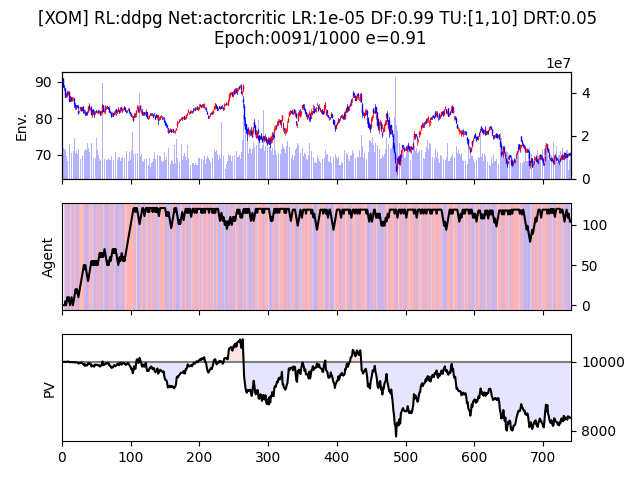 [XOM] RL:ddpg Net:actorcritic LR:1e-05 DF:0.99 TU:[1,10] DRT:0.05
Epoch:0091/1000 e=0.91
1e7
90
80
70
Env.
4
2
0
Agent
100
50
0
PV
10000
8000
0 100 200 300 400 500 600 700